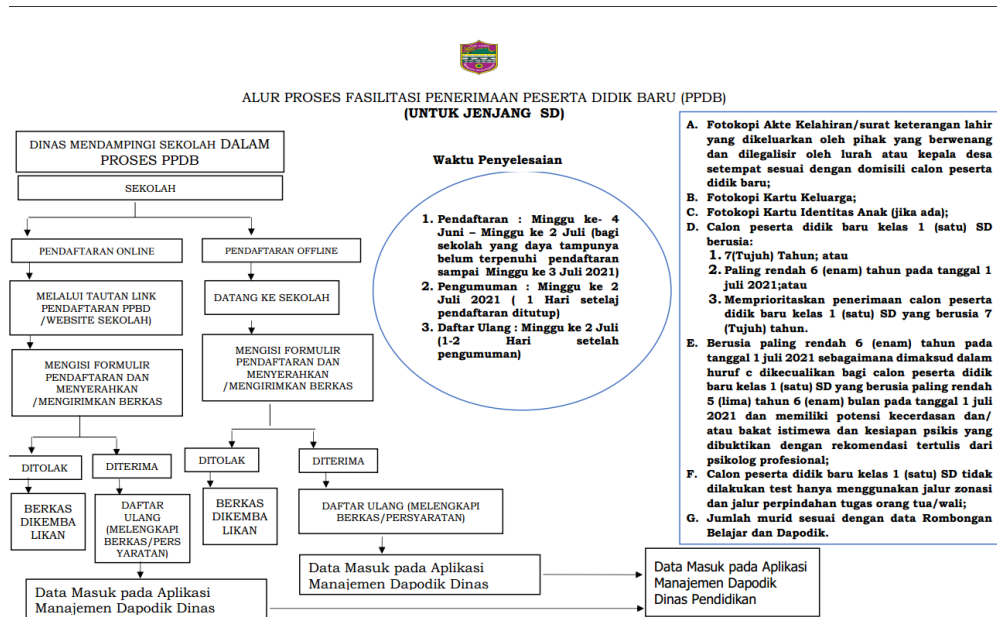 ALUR PROSES FASILITASI PENERIMAAN PESERTA DIDIK BARU (PPDB)
(UNTUK JENJANG SD)
DINAS MENDAMPINGI SEKOLAH DALAM
PROSES PPDB
SEKOLAH
PENDAFTARAN ONLINE
PENDAFTARAN OFFLINE
MELALUI TAUTAN LINK
PENDAFTARAN PPBD
/WEBSITE SEKOLAH)
DATANG KE SEKOLAH
MENGISI FORMULIR
PENDAFTARAN DAN
MENYERAHKAN
/MENGIRIMKAN BERKAS
MENGISI FORMULIR
PENDAFTARAN DAN
MENYERAHKAN
/MENGIRIMKAN BERKAS
DITOLAK
DITERIMA
DITOLAK
DITERIMA
BERKAS
DIKEMBA
LIKAN
DAFTAR
ULANG
(MELENGKAPI
BERKAS/PERS
YARATAN)
BERKAS
DIKEMBA
LIKAN
DAFTAR ULANG (MELENGKAPI
BERKAS/PERSYARATAN)
Data Masuk pada Aplikasi
Manajemen Dapodik Dinas
Data Masuk pada Aplikasi
Manajemen Dapodik Dinas
Data Masuk pada Aplikasi
Manajemen Dapodik
Dinas Pendidikan
Waktu Penyelesaian
1. Pendaftaran : Minggu ke- 4
Juni – Minggu ke 2 Juli (bagi
sekolah yang daya tampunya
belum terpenuhi pendaftaran
sampai Minggu ke 3 Juli 2021)
2. Pengumuman : Minggu ke 2
Juli 2021 ( 1 Hari setelaj
pendaftaran ditutup)
3. Daftar Ulang : Minggu ke 2 Juli
(1-2 Hari setelah
pengumuman)
A. Fotokopi Akte Kelahiran/surat keterangan lahir
yang dikeluarkan oleh pihak yang berwenang
dan dilegalisir oleh lurah atau kepala desa
setempat sesuai dengan domisili calon peserta
didik baru;
B. Fotokopi Kartu Keluarga;
C. Fotokopi Kartu Identitas Anak (jika ada);
D. Calon peserta didik baru kelas 1 (satu) SD
berusia:
1. 7(Tujuh) Tahun; atau
2. Paling rendah 6 (enam) tahun pada tanggal 1
juli 2021;atau
3. Memprioritaskan penerimaan calon peserta
didik baru kelas 1 (satu) SD yang berusia 7
(Tujuh) tahun.
E. Berusia paling rendah 6 (enam) tahun pada
tanggal 1 juli 2021 sebagaimana dimaksud dalam
huruf c dikecualikan bagi calon peserta didik
baru kelas 1 (satu) SD yang berusia paling rendah
5 (lima) tahun 6 (enam) bulan pada tanggal 1 juli
2021 dan memiliki potensi kecerdasan dan/
atau bakat istimewa dan kesiapan psikis yang
dibuktikan dengan rekomendasi tertulis dari
psikolog profesional;
F. Calon peserta didik baru kelas 1 (satu) SD tidak
dilakukan test hanya menggunakan jalur zonasi
dan jalur perpindahan tugas orang tua/wali;
G. Jumlah murid sesuai dengan data Rombongan
Belajar dan Dapodik.